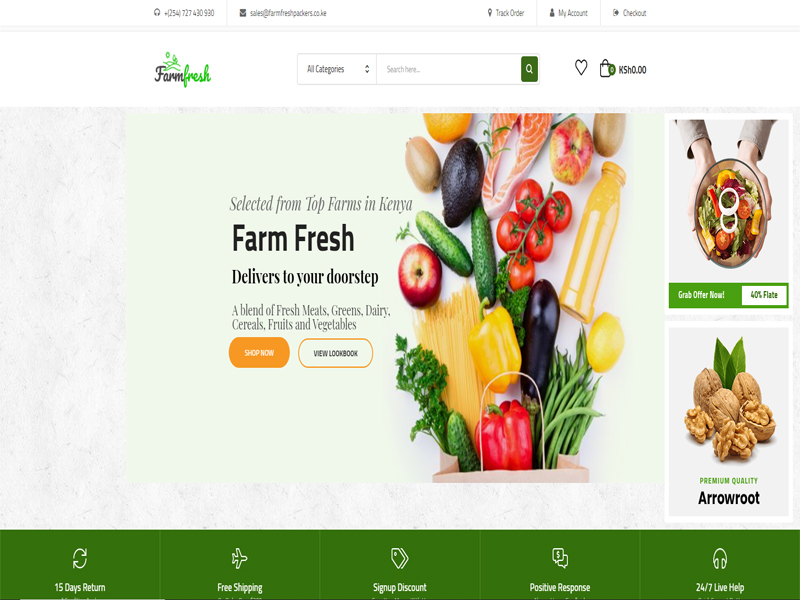 +(254) 727 430 930
sales@farmfreshpackers.co.ke
Track Order
My Account
Checkout
Farmfresh
All Categories
Search here...
0
KSh0.00
Selected from Top Farms in Kenya
Farm Fresh
Delivers to your doorstep
A blend of Fresh Meats, Greens, Dairy,
Cereals, Fruits and Vegetables
SHOP NOW
VIEW LOOKBOOK
Grab Offer Now!
40% Flate
PREMIUM QUALITY
Arrowroot
15 Days Return
Free Shipping
Signup Discount
Positive Response
24/7 Live Help